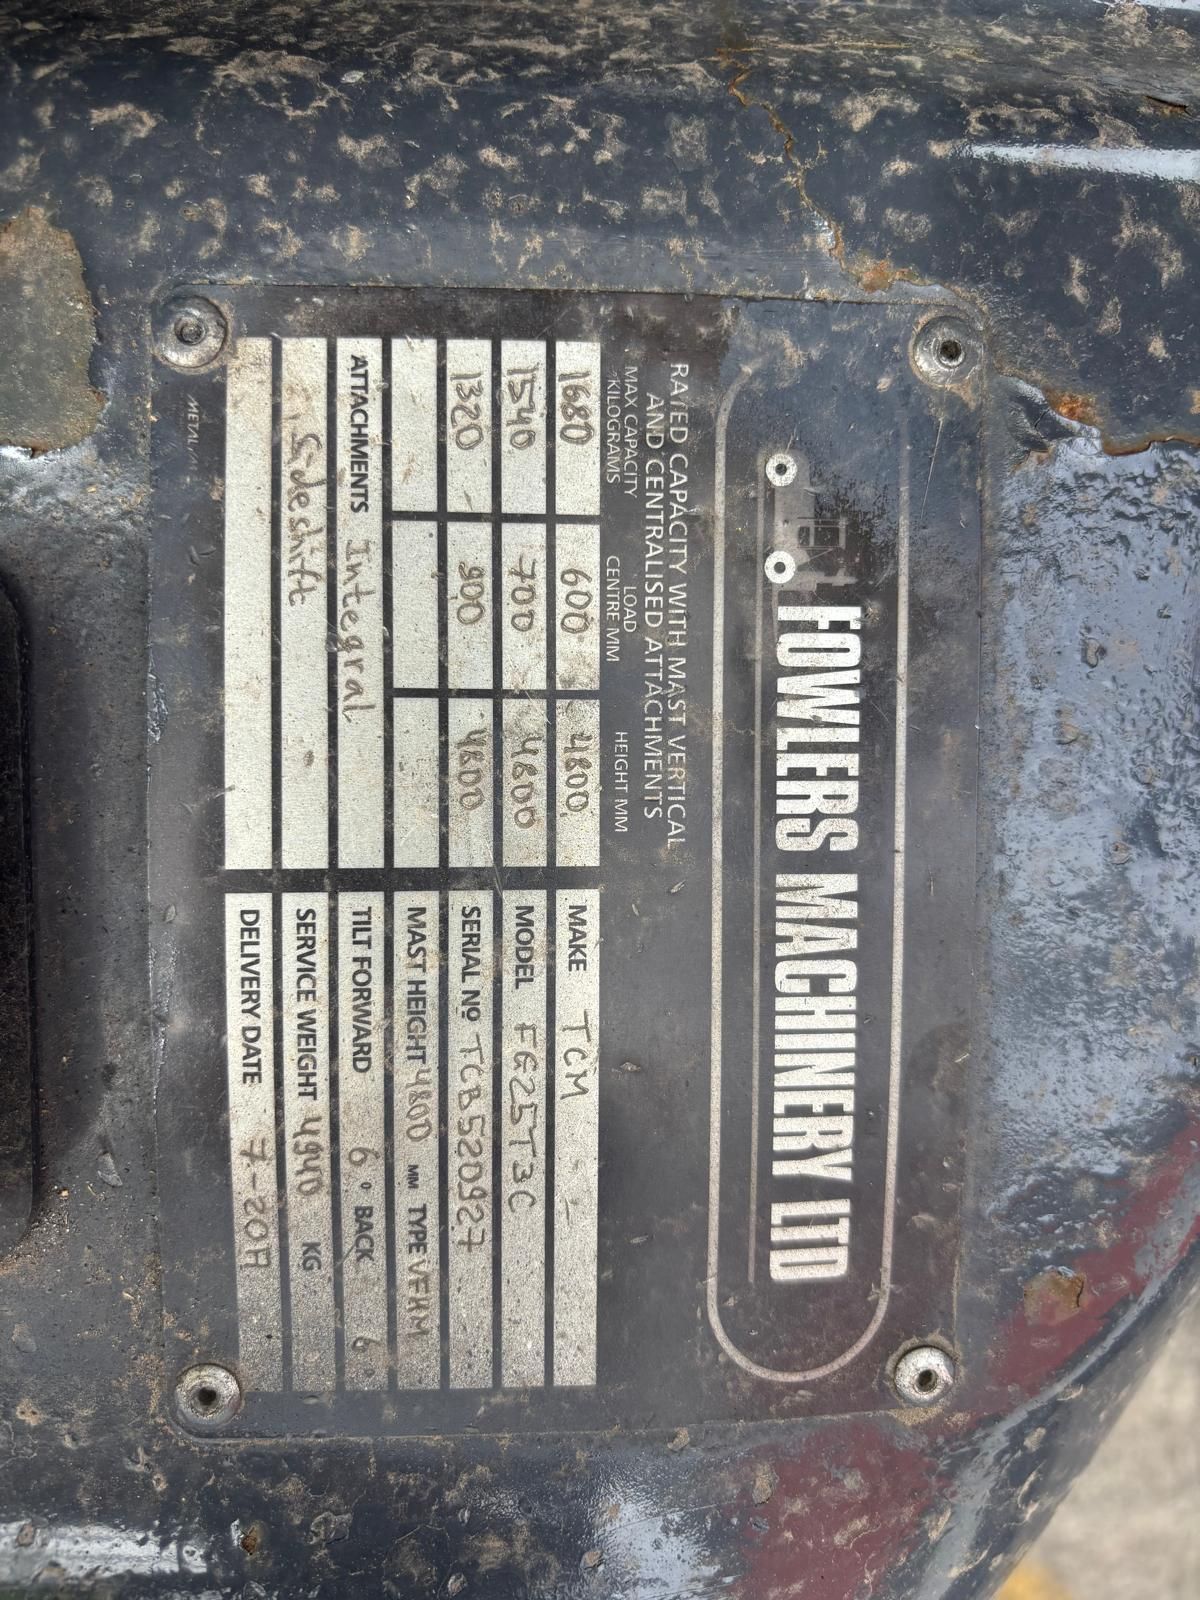 FOWLERS MACHINERY LTD
RATED CAPACITY WITH MAST VERTICAL
AND CENTRALISED ATTACHMENTS
MAX. CAPACITY KILOGRAMS LOAD CENTRE MM HEIGHT MM
1680 600 4800
1540 700 4800
1320 900 4800
ATTACHMENTS Integral
Sideshift
MAKE TCM
MODEL FG25T3C
SERIAL Nº TCB520927
MAST HEIGHT 4800 MM TYPE VFHM
TILT FORWARD 6 ° BACK 6 °
SERVICE WEIGHT 4940 KG
DELIVERY DATE 7-2017